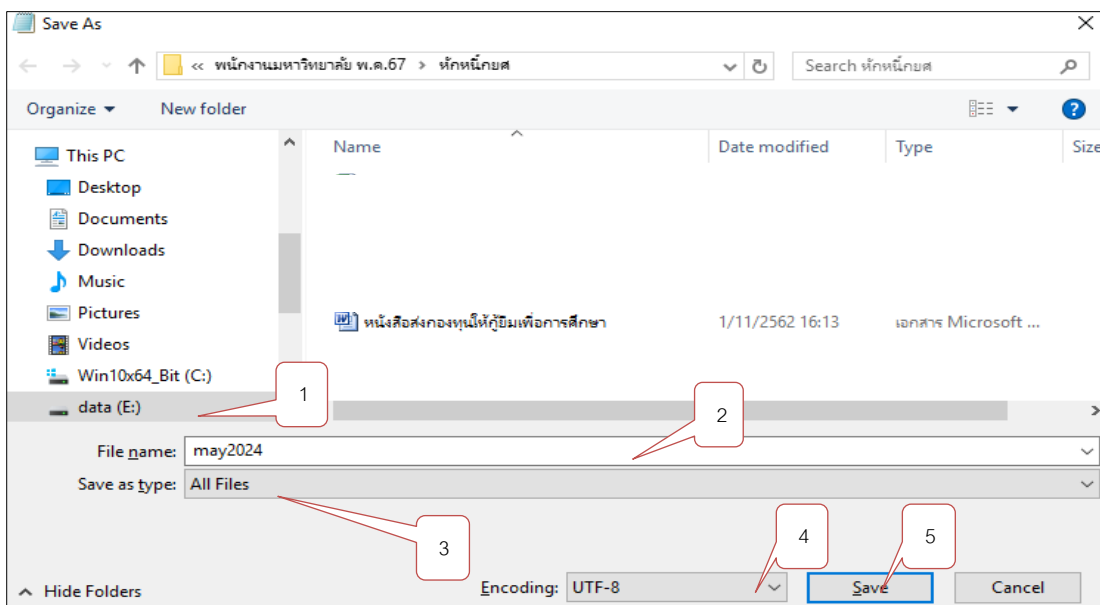 Save As
« พนักงานมหาวิทยาลัย พ.ค.67 › หักหนี้กยศ
Search หักหนี้กยศ
Organize
New folder
Name
Date modified
Type
Size
This PC
Desktop
Documents
Downloads
Music
Pictures
Videos
Win10x64_Bit (C:)
data (E:)
หนังสือส่งกองทุนให้กู้ยืมเพื่อการศึกษา 1/11/2562 16:13 เอกสาร Microsoft ...
1
2
File name: may2024
Save as type: All Files
3
4
5
Hide Folders
Encoding: UTF-8
Save
Cancel